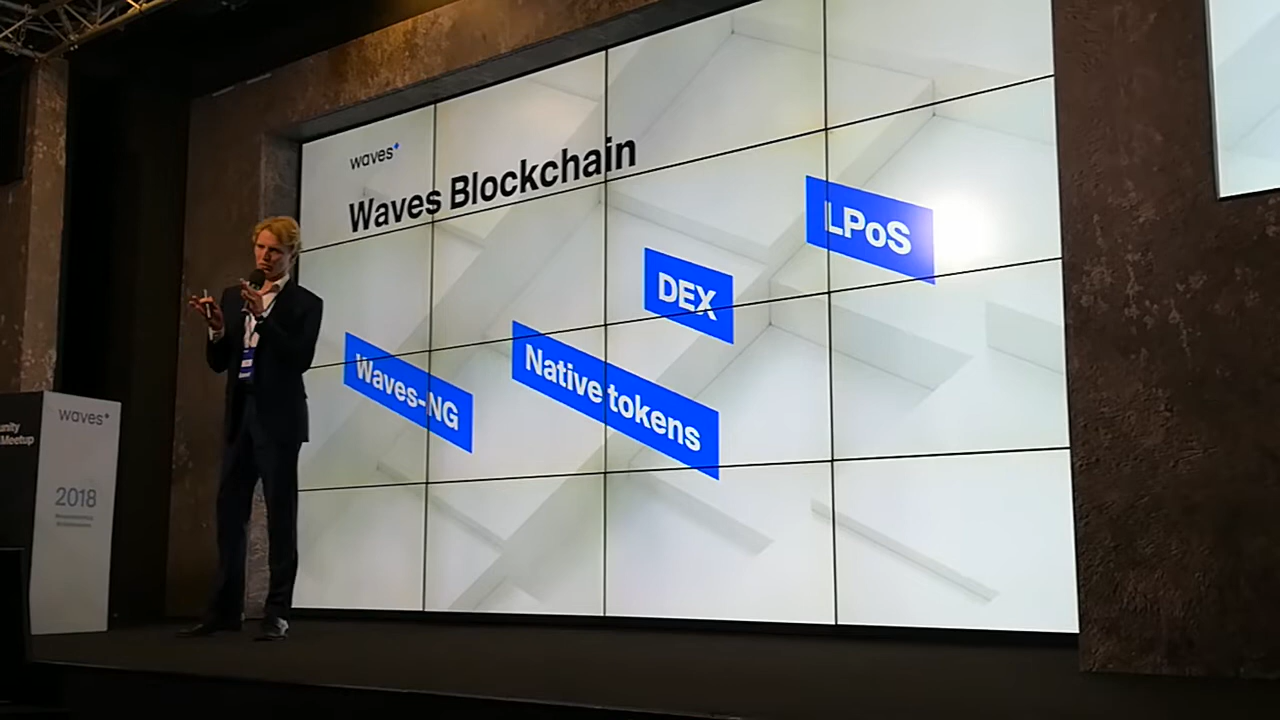 waves
Waves Blockchain
LPoS
DEX
Waves-NG
Native tokens
unity
Meetup
waves
2018